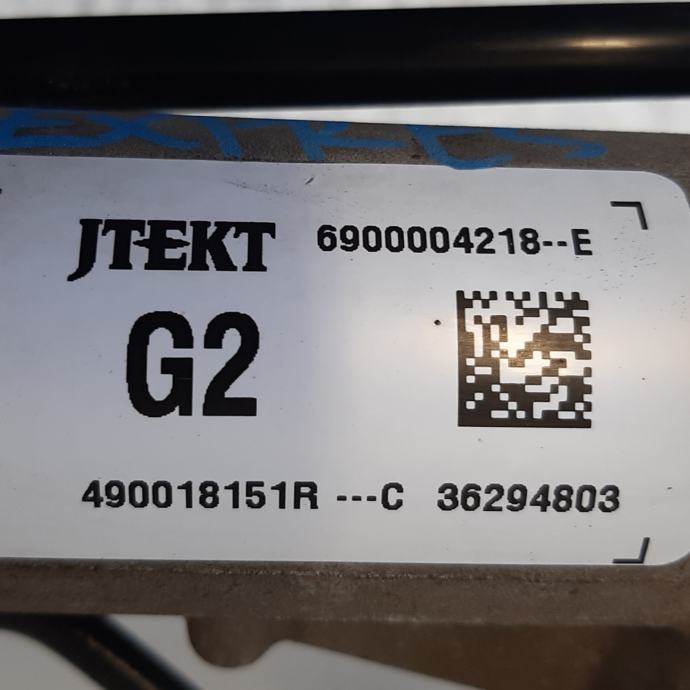 JTEKT 6900004218--E
G2
490018151R ---C 36294803